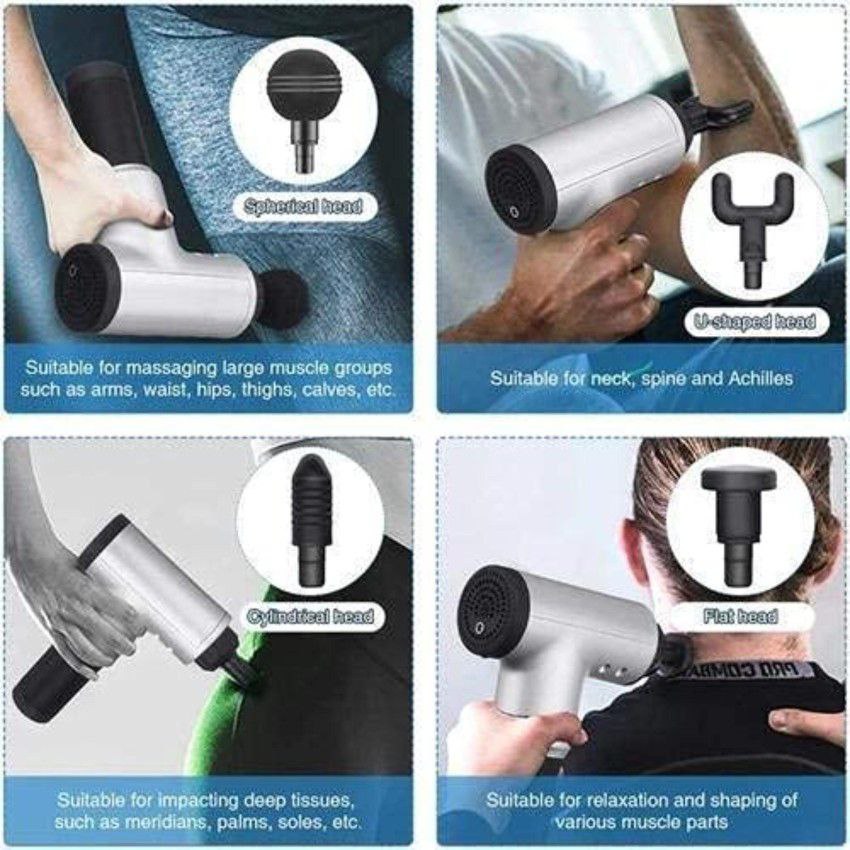 Spherical head
Suitable for massaging large muscle groups
such as arms, waist, hips, thighs, calves, etc.
U-shaped head
Suitable for neck, spine and Achilles
Cylindrical head
Suitable for impacting deep tissues,
such as meridians, palms, soles, etc.
Flat head
PRO COMBA
Suitable for relaxation and shaping of
various muscle parts